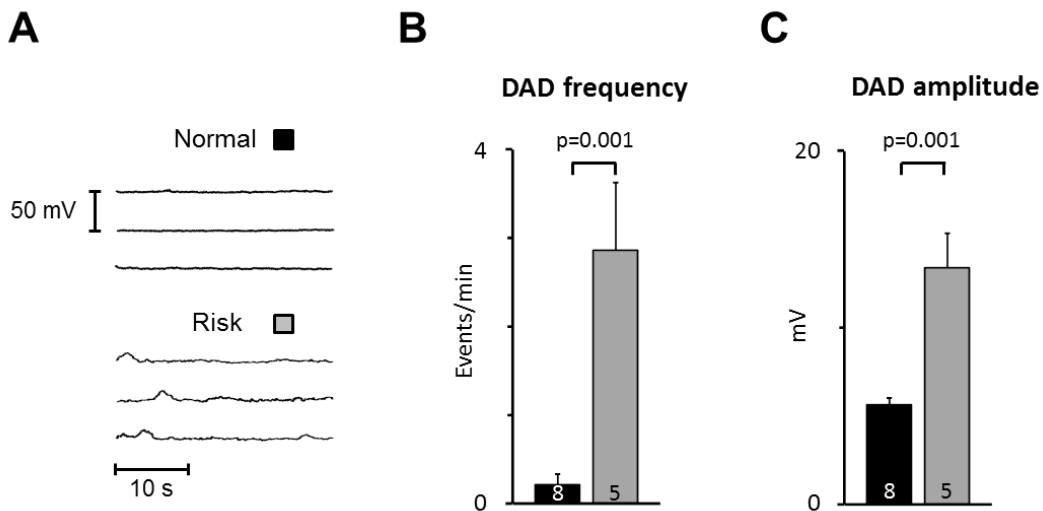 A
Normal
50 mV
Risk
10 s
B
DAD frequency
p=0.001
4
Events/min
0
8
5
C
DAD amplitude
p=0.001
20
mV
0
8
5